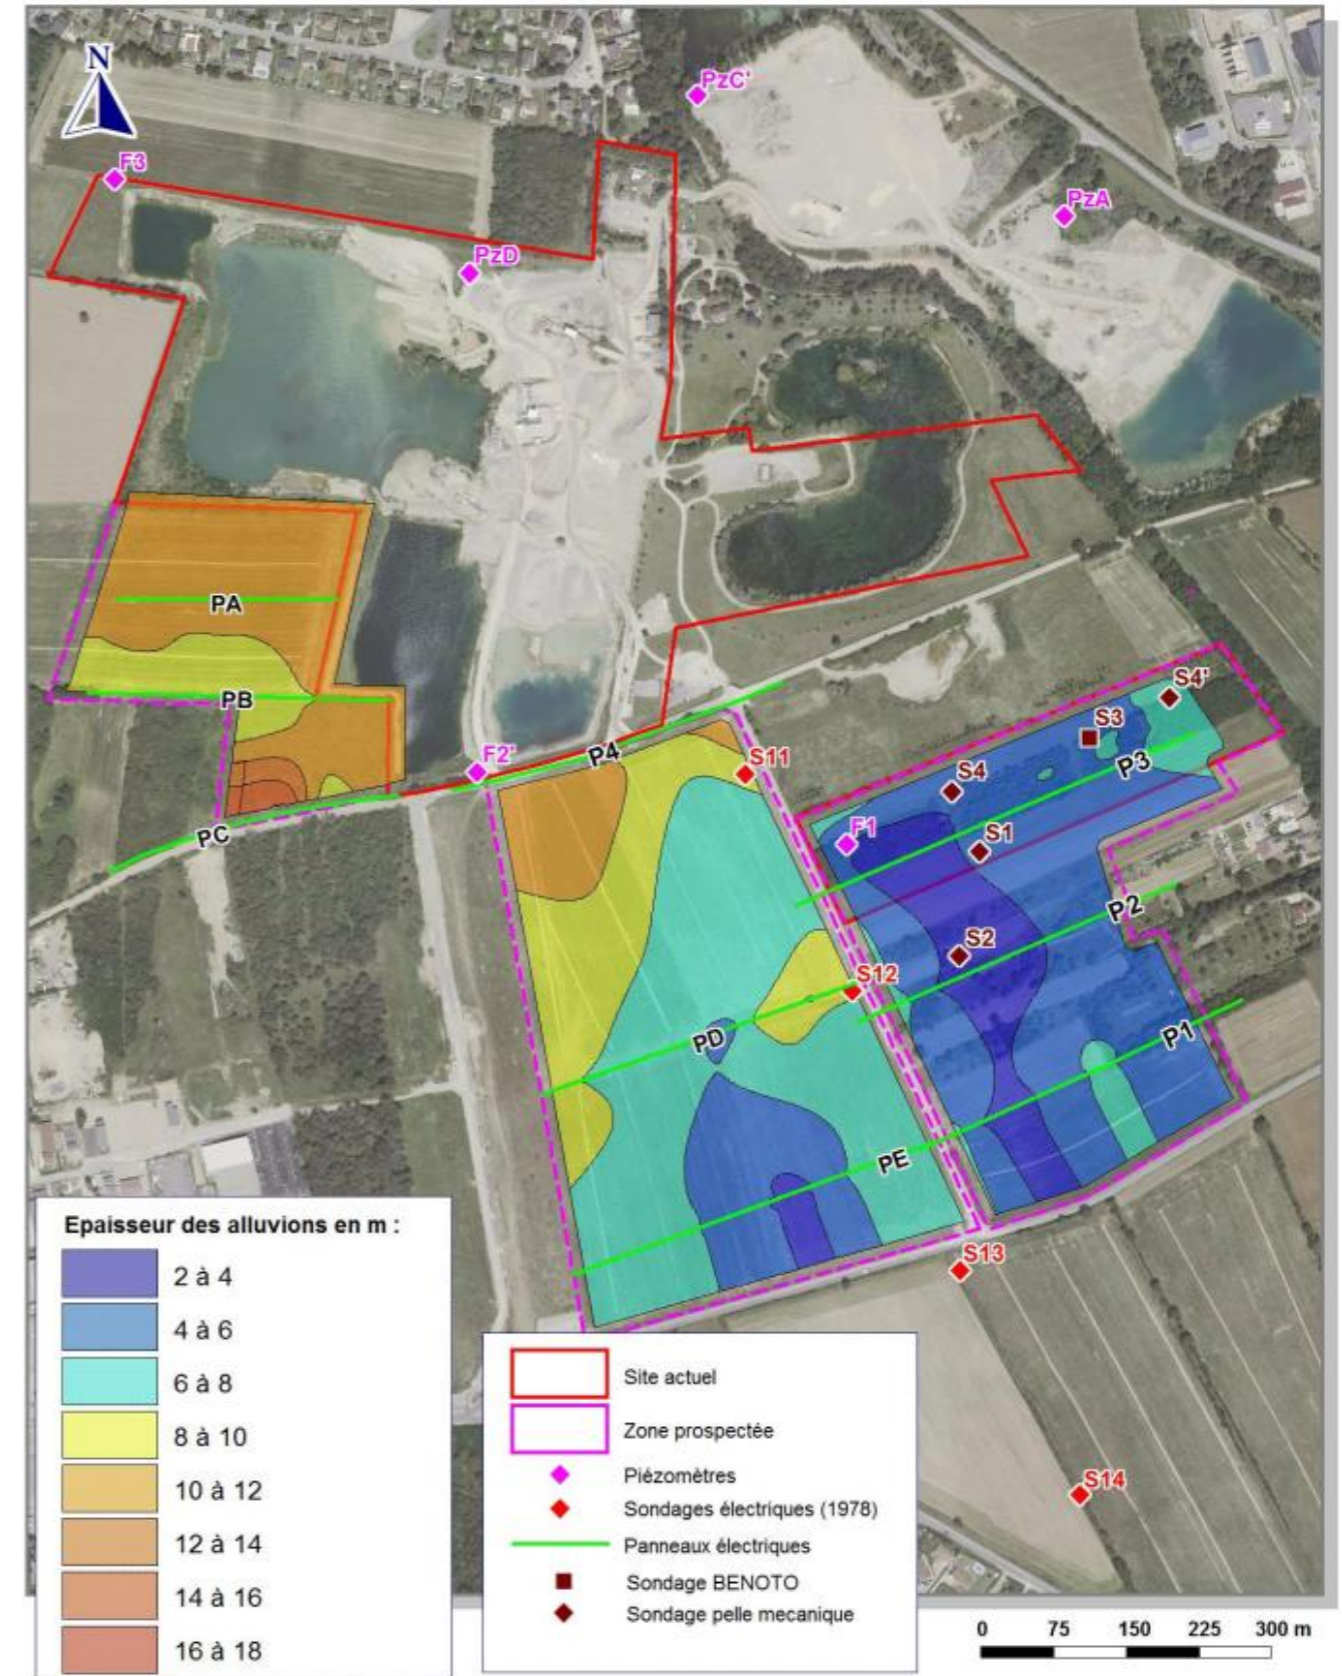 N
PzC'
F3
PzA
PzD
PA
PB
S4'
S3
F2'
P4
S11
P3
S4
F1
S1
PC
P2
S2
S12
PD
P1
PE
S13
S14
Epaisseur des alluvions en m :
2 à 4
4 à 6
6 à 8
8 à 10
10 à 12
12 à 14
14 à 16
16 à 18
Site actuel
Zone prospectée
Piézomètres
Sondages électriques (1978)
Panneaux électriques
Sondage BENOTO
Sondage pelle mecanique
0 75 150 225 300 m